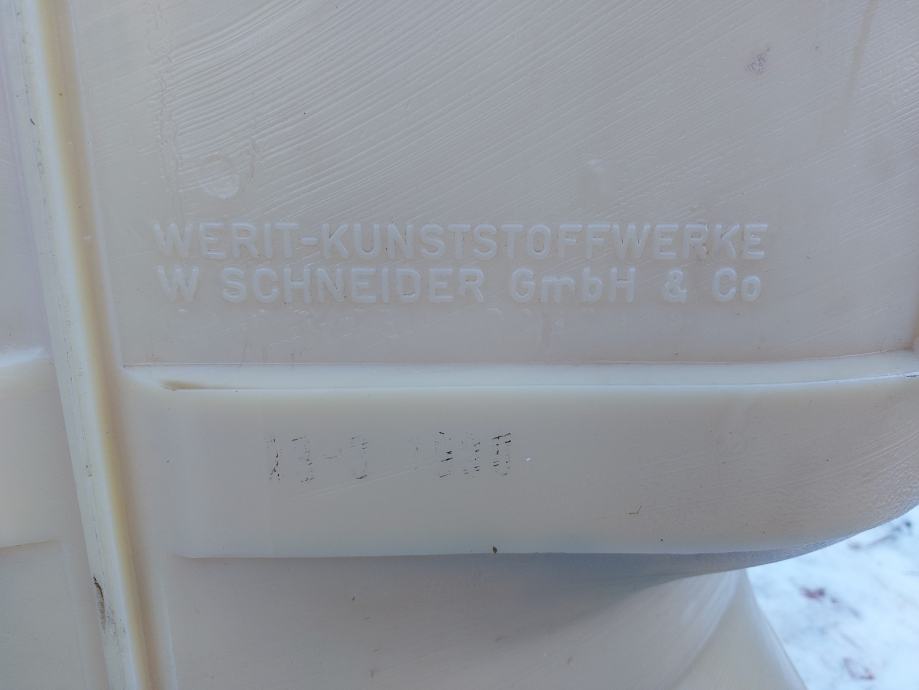 WERIT-KUNSTSTOFFWERKE
W SCHNEIDER GmbH & Co